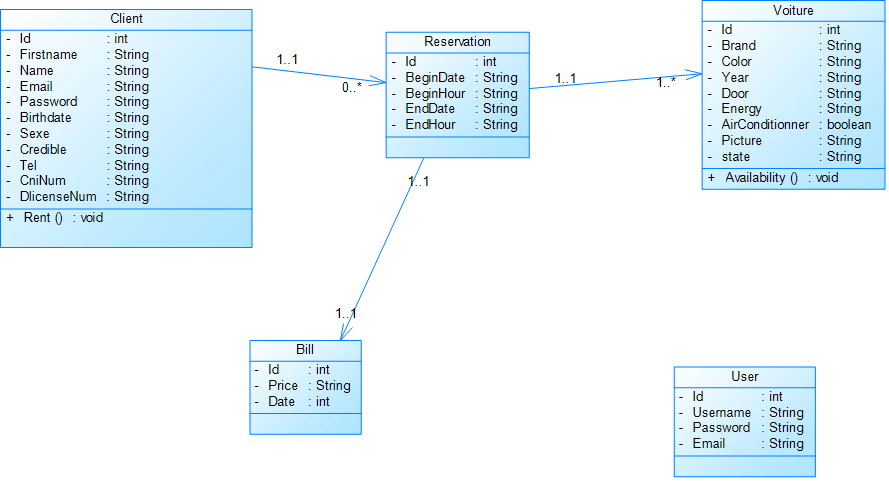 Client
- Id : int
- Firstname : String
- Name : String
- Email : String
- Password : String
- Birthdate : String
- Sexe : String
- Credible : String
- Tel : String
- CniNum : String
- DlicenseNum : String
+ Rent () : void
1..1
0..*
Reservation
- Id : int
- BeginDate : String
- BeginHour : String
- EndDate : String
- EndHour : String
1..1
1..*
Voiture
- Id : int
- Brand : String
- Color : String
- Year : String
- Door : String
- Energy : String
- AirConditionner : boolean
- Picture : String
- state : String
+ Availability () : void
1..1
1..1
Bill
- Id : int
- Price : String
- Date : int
User
- Id : int
- Username : String
- Password : String
- Email : String